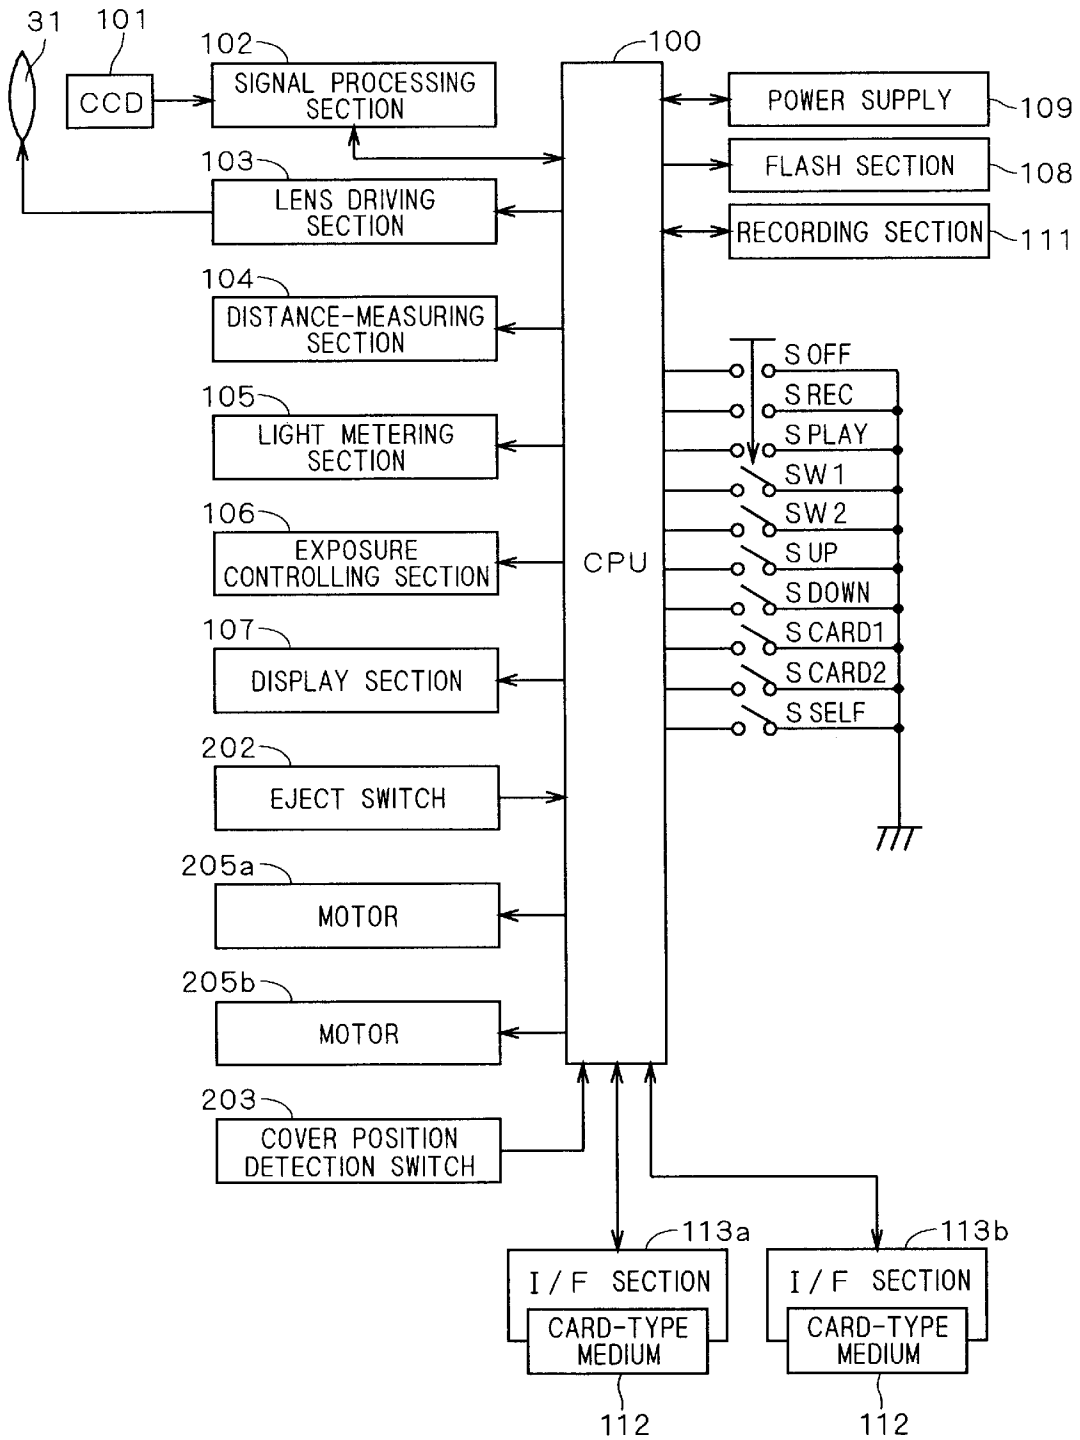 31
101
CCD
102
SIGNAL PROCESSING
SECTION
103
LENS DRIVING
SECTION
104
DISTANCE-MEASURING
SECTION
105
LIGHT METERING
SECTION
106
EXPOSURE
CONTROLLING SECTION
107
DISPLAY SECTION
202
EJECT SWITCH
205a
MOTOR
205b
MOTOR
203
COVER POSITION
DETECTION SWITCH
100
CPU
POWER SUPPLY
109
FLASH SECTION
108
RECORDING SECTION
111
S OFF
S REC
S PLAY
SW1
SW2
S UP
S DOWN
S CARD1
S CARD2
S SELF
113a
I/F SECTION
CARD-TYPE
MEDIUM
112
113b
I/F SECTION
CARD-TYPE
MEDIUM
112